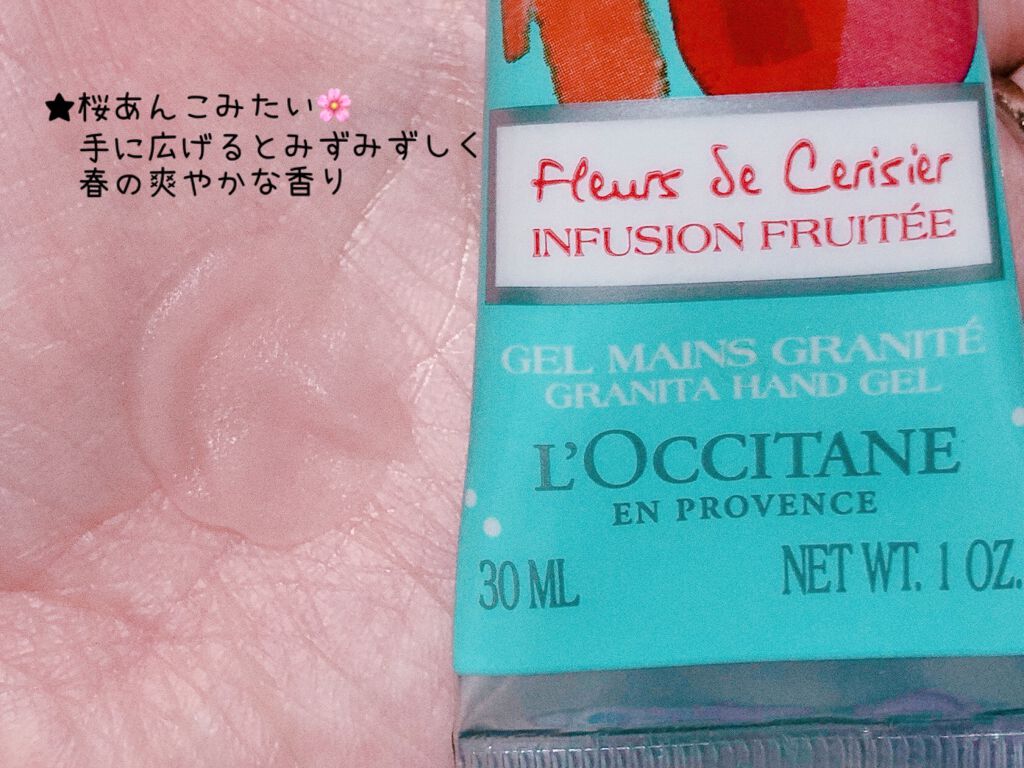 ★桜あんこみたい🌸
手に広げるとみずみずしく
春の爽やかな香り
Fleurs de Cerisier
INFUSION FRUITÉE
GEL MAINS GRANITÉ
GRANITA HAND GEL
L'OCCITANE
EN PROVENCE
30 ML NET WT. 1 OZ.